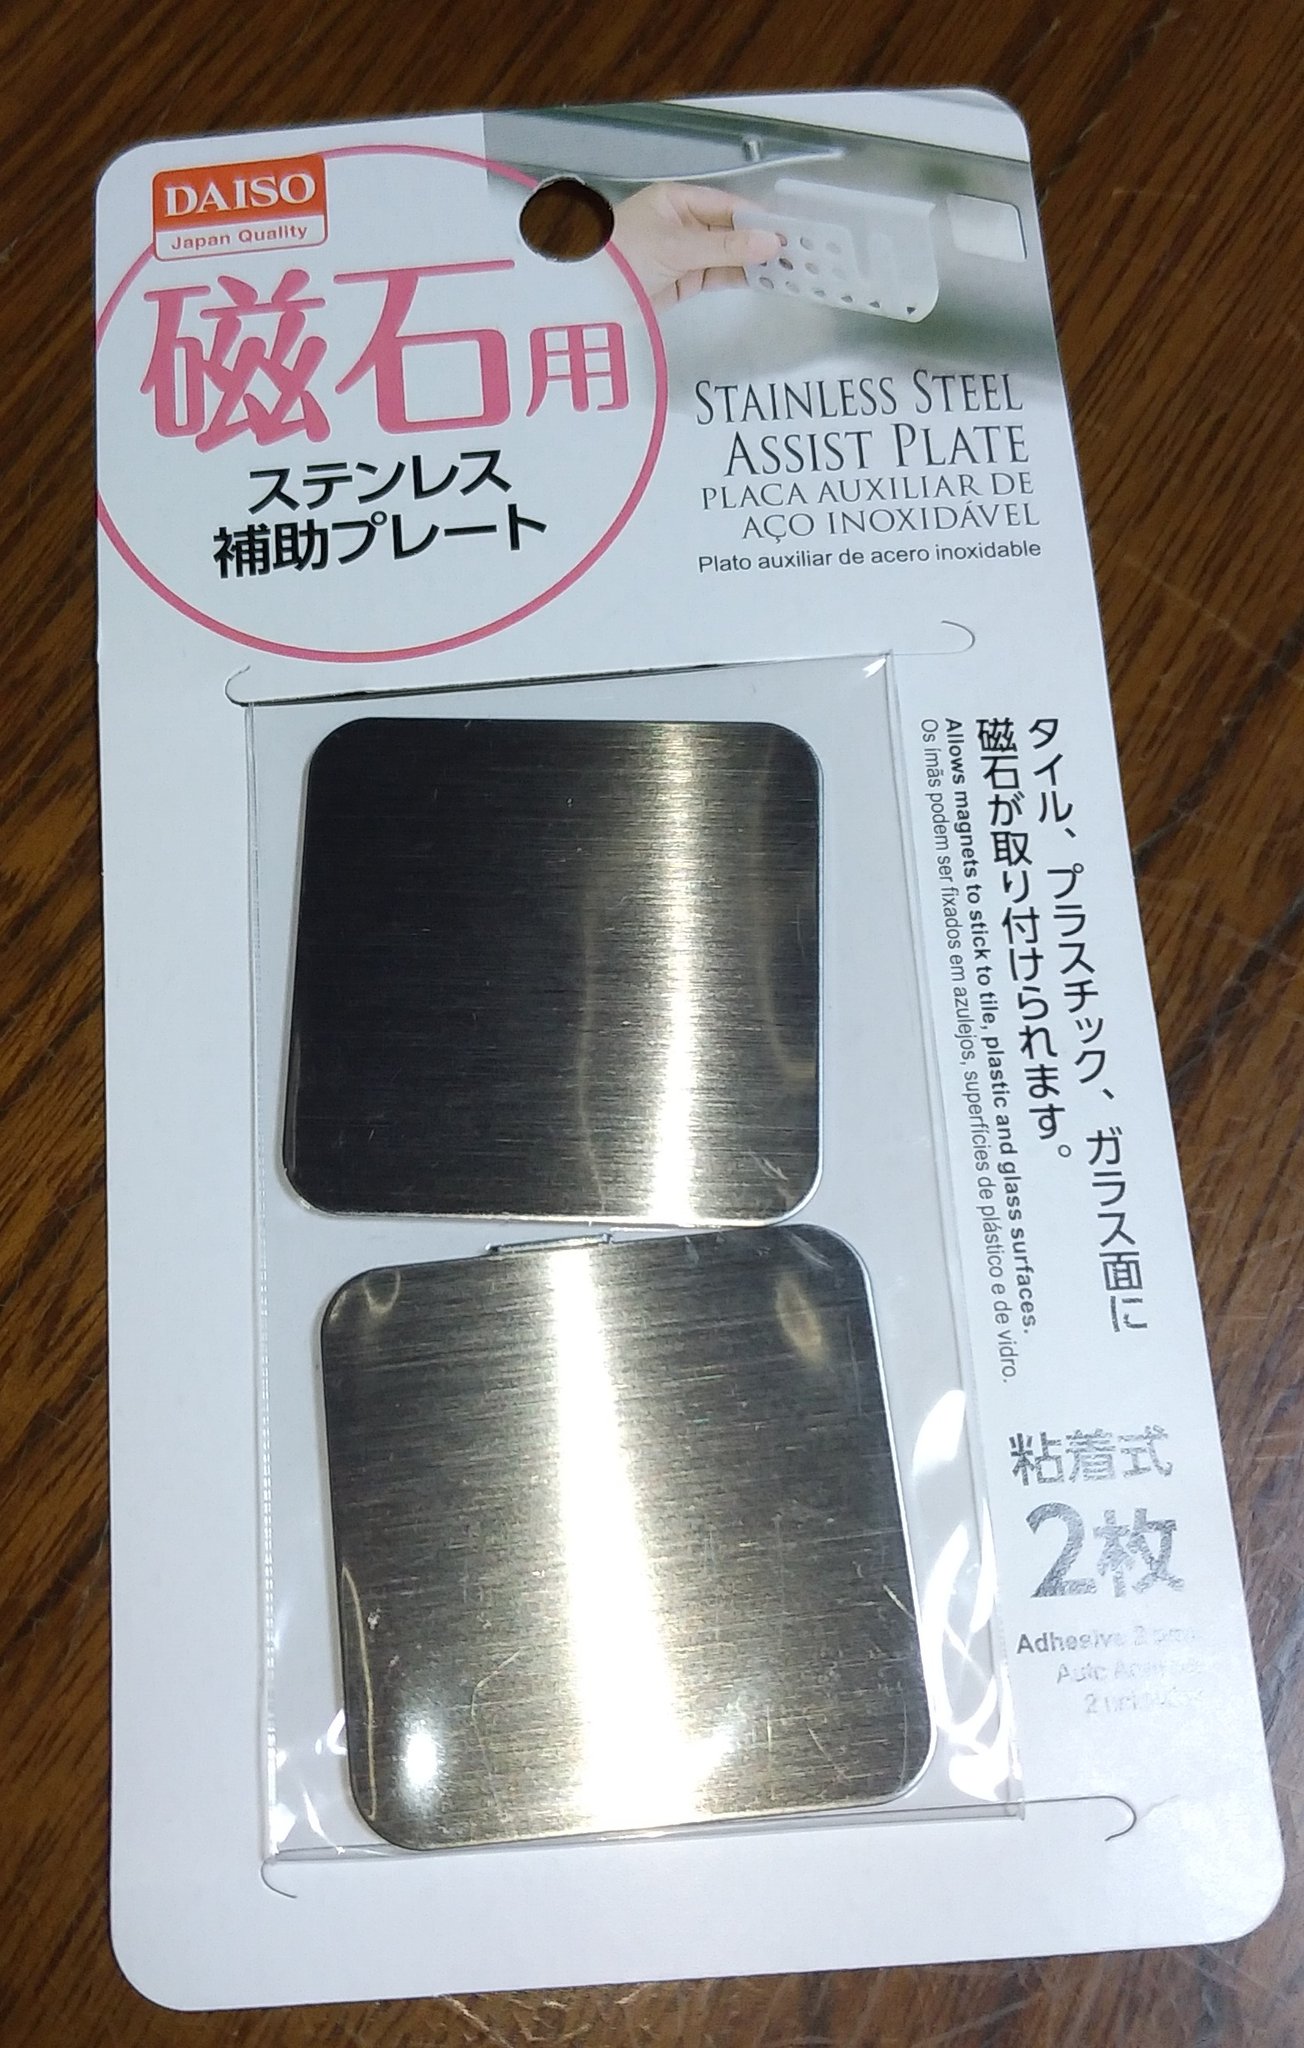 DAISO
Japan Quality
磁石用
ステンレス
補助プレート
STAINLESS STEEL
ASSIST PLATE
PLACA AUXILIAR DE
AÇO INOXIDÁVEL
Plato auxiliar de acero inoxidable
タイル、プラスチック、ガラス面に
磁石が取り付けられます。
Allows magnets to stick to tile, plastic and glass surfaces.
Os ímãs podem ser fixados em azulejos, superfícies de plástico e de vidro.
粘着式
2枚
Adhesive 2
2